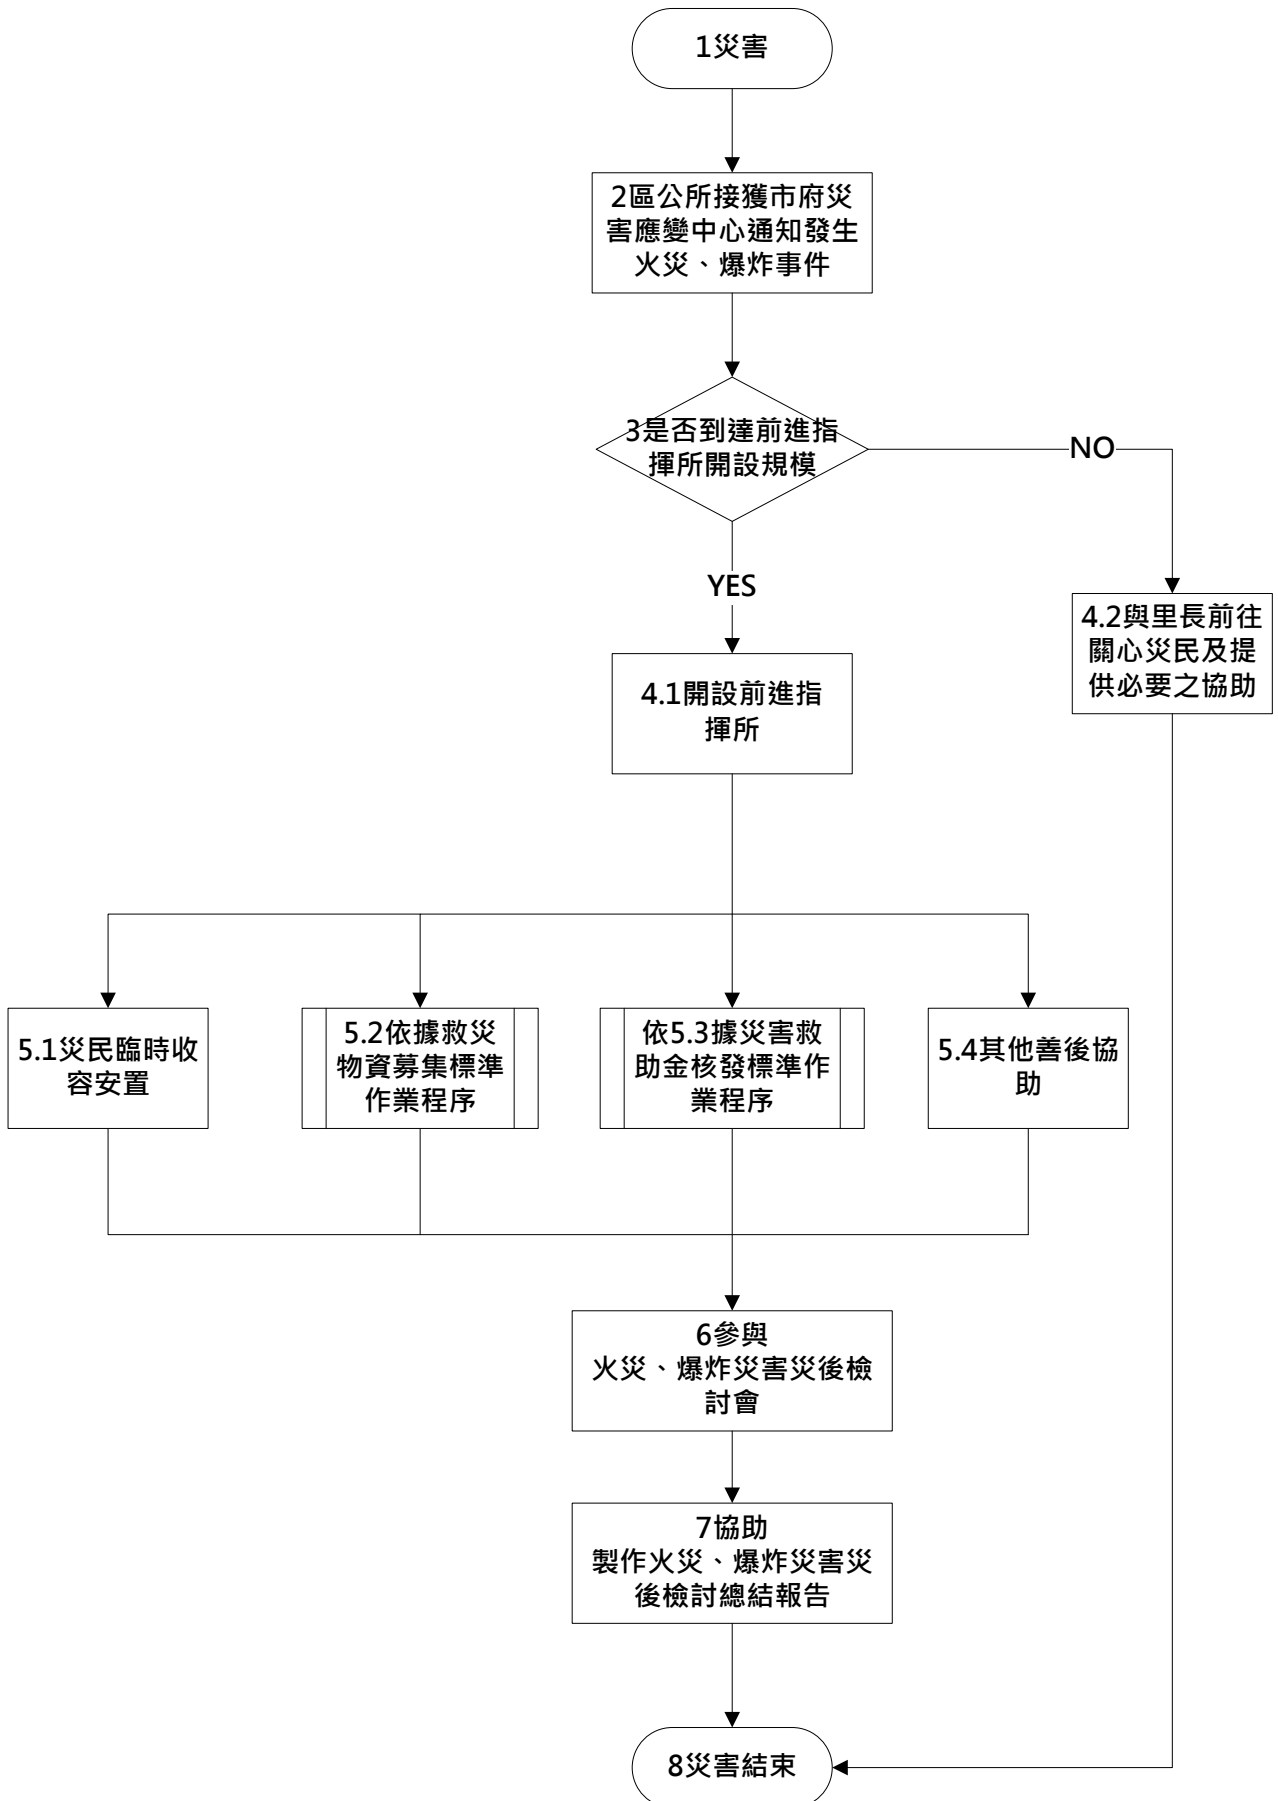 1災害
2區公所接獲市府災
害應變中心通知發生
火災、爆炸事件
3是否到達前進指
揮所開設規模
NO
YES
4.2與里長前往
關心災民及提
供必要之協助
4.1開設前進指
揮所
5.1災民臨時收
容安置
5.2依據救災
物資募集標準
作業程序
依5.3據災害救
助金核發標準作
業程序
5.4其他善後協
助
6參與
火災、爆炸災害災後檢
討會
7協助
製作火災、爆炸災害災
後檢討總結報告
8災害結束